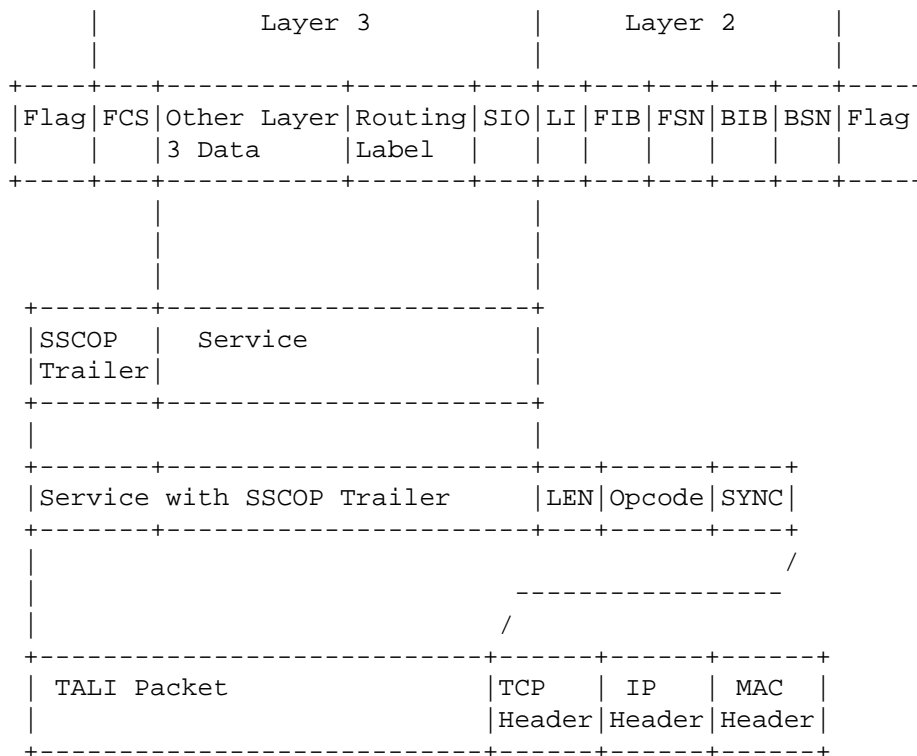 Layer 3 Layer 2
Flag FCS Other Layer Routing SIO LI FIB FSN BIB BSN Flag
3 Data Label
SSCOP Service
Trailer
Service with SSCOP Trailer LEN Opcode SYNC
TALI Packet TCP IP MAC
Header Header Header